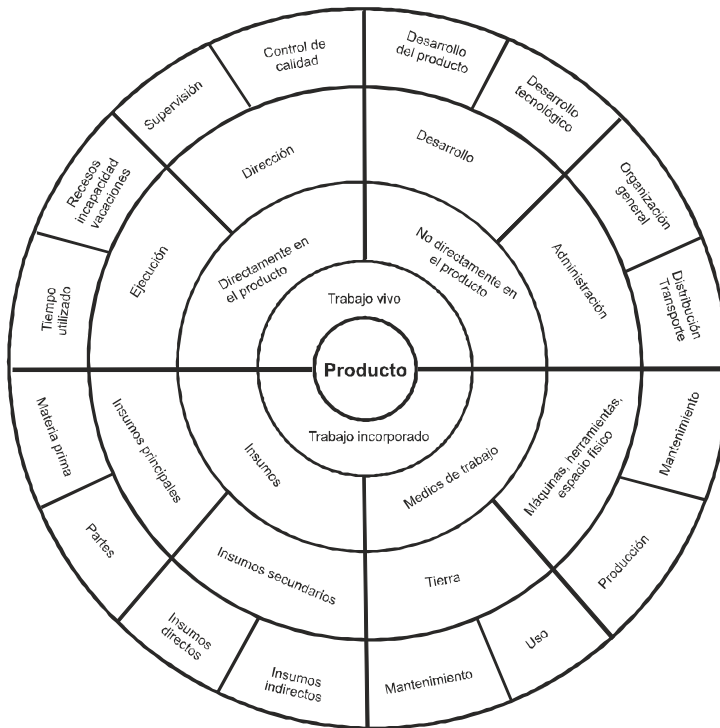 Control de
calidad
Desarrollo
del producto
Supervisión
Desarrollo
tecnológico
Recesos
incapacidad
vacaciones
Dirección
Desarrollo
Organización
general
Tiempo
utilizado
Ejecución
Directamente en
el producto
No directamente en
el producto
Administración
Distribución
Transporte
Trabajo vivo
Producto
Trabajo incorporado
Materia prima
Insumos principales
Insumos
Medios de trabajo
Máquinas, herramientas,
espacio físico
Mantenimiento
Partes
Insumos secundarios
Tierra
Producción
Insumos
directos
Insumos
indirectos
Mantenimiento
Uso